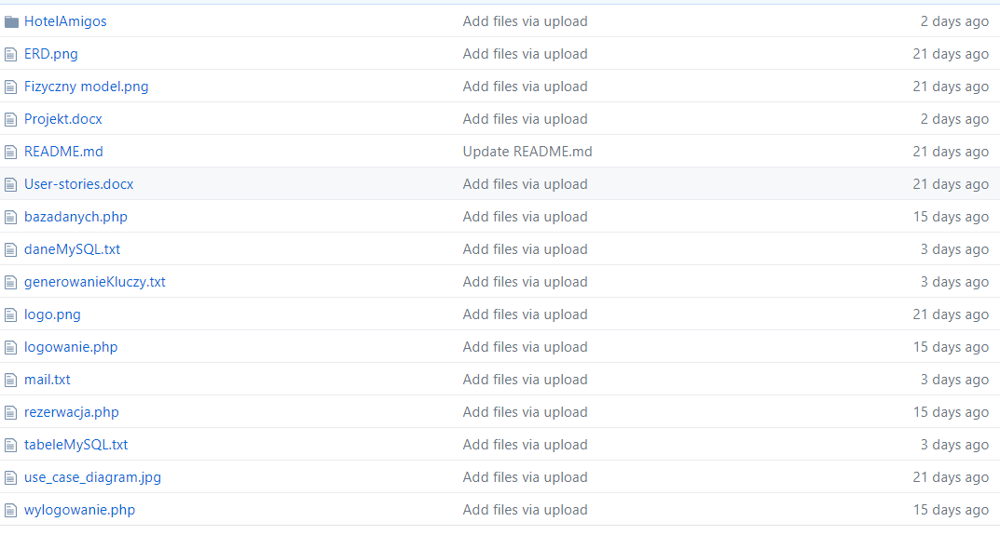 HotelAmigos Add files via upload 2 days ago
ERD.png Add files via upload 21 days ago
Fizyczny model.png Add files via upload 21 days ago
Projekt.docx Add files via upload 2 days ago
README.md Update README.md 21 days ago
User-stories.docx Add files via upload 21 days ago
bazadanych.php Add files via upload 15 days ago
daneMySQL.txt Add files via upload 3 days ago
generowanieKluczy.txt Add files via upload 3 days ago
logo.png Add files via upload 21 days ago
logowanie.php Add files via upload 15 days ago
mail.txt Add files via upload 3 days ago
rezerwacja.php Add files via upload 15 days ago
tabeleMySQL.txt Add files via upload 3 days ago
use_case_diagram.jpg Add files via upload 21 days ago
wylogowanie.php Add files via upload 15 days ago